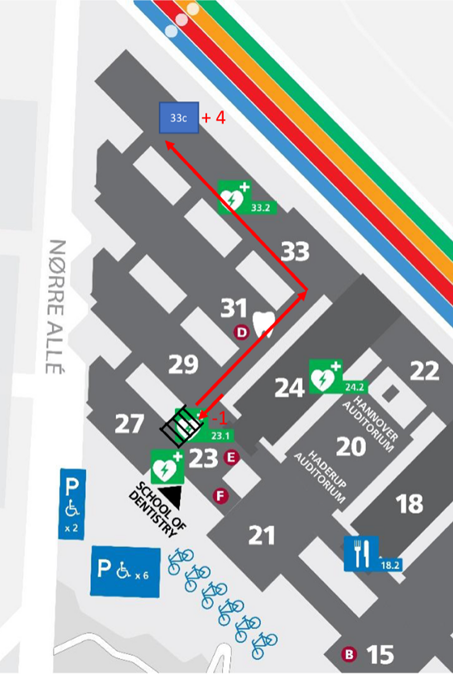 33c + 4
33.2
33
NØRRE ALLÉ
31
D
22
29
24
24.2
HANNOVER
AUDITORIUM
-1
27
23.1
23
E
20
HADERUP
AUDITORIUM
P
x 2
SCHOOL OF
DENTISTRY
F
18
21
18.2
P x 6
B 15